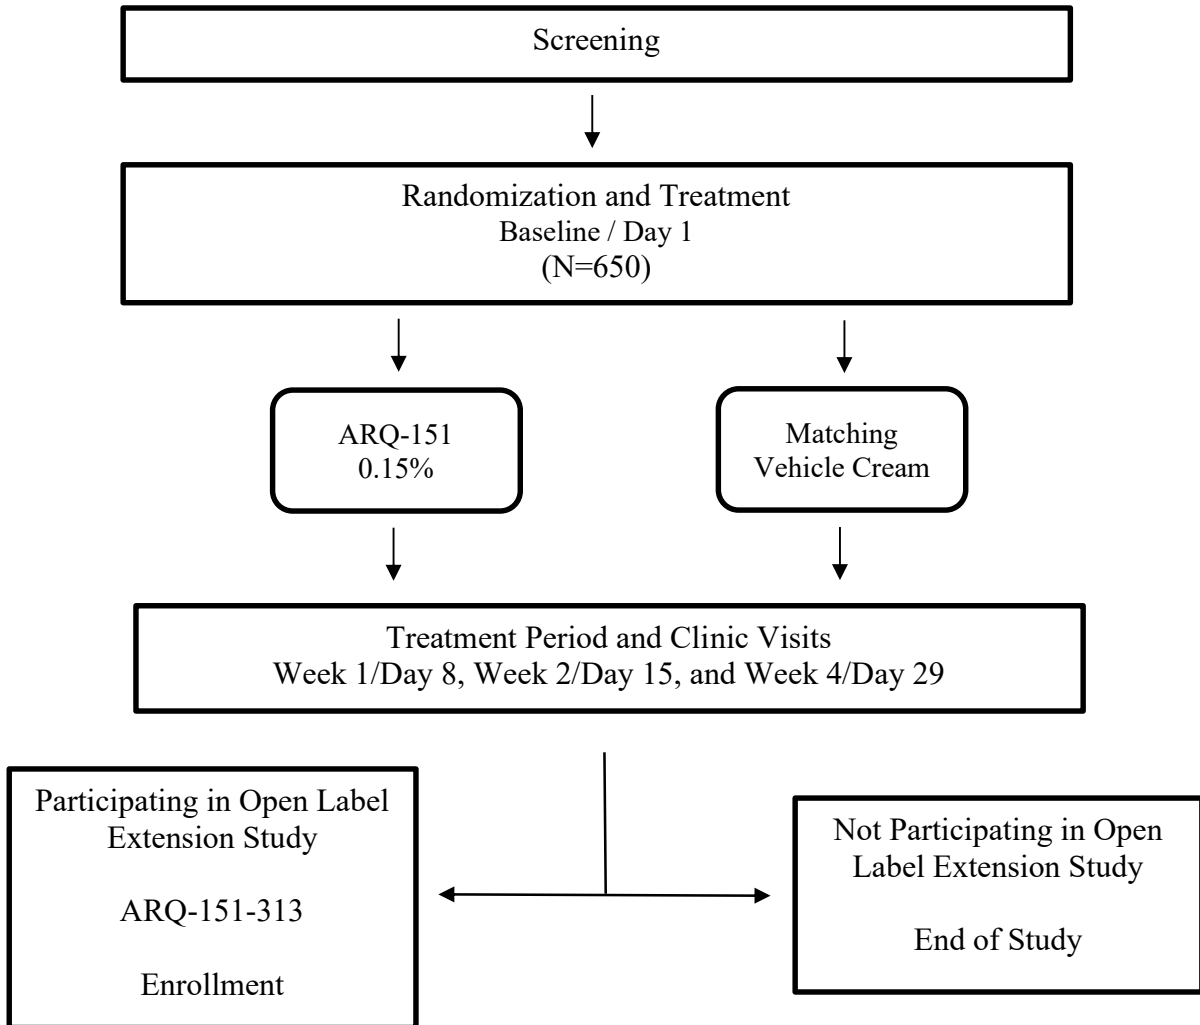 Screening
Randomization and Treatment
Baseline / Day 1
(N=650)
ARQ-151
0.15%
Matching
Vehicle Cream
Treatment Period and Clinic Visits
Week 1/Day 8, Week 2/Day 15, and Week 4/Day 29
Participating in Open Label
Extension Study
ARQ-151-313
Enrollment
Not Participating in Open
Label Extension Study
End of Study